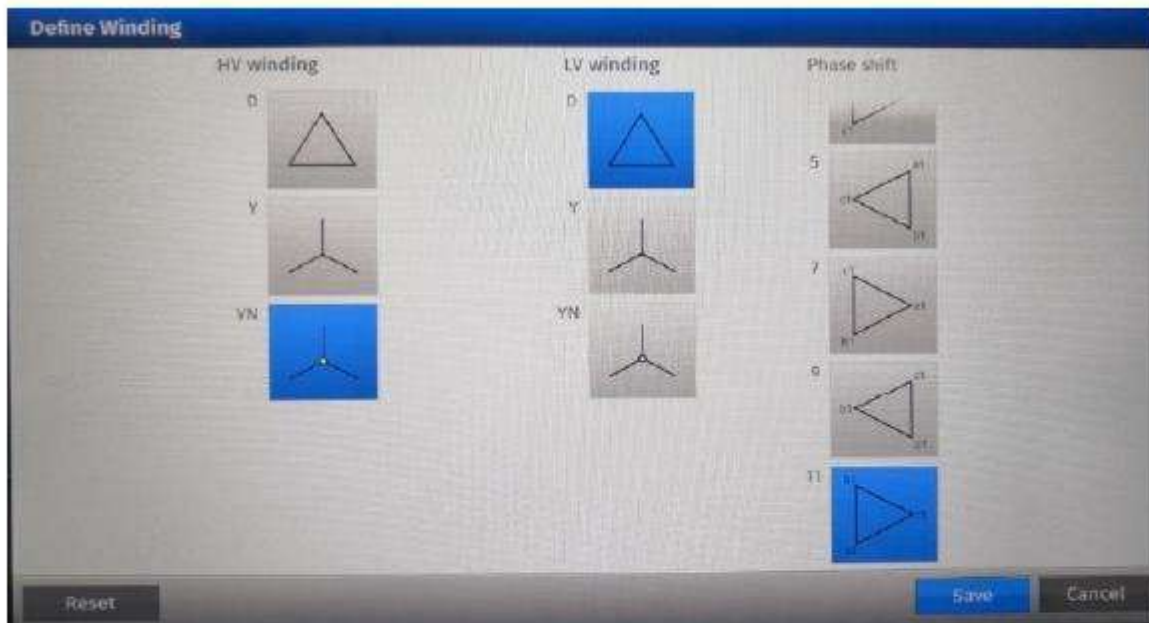 Define Winding
HV winding
LV winding
Phase shift
D
D
5
Y
Y
7
YN
YN
9
11
Reset
Save
Cancel